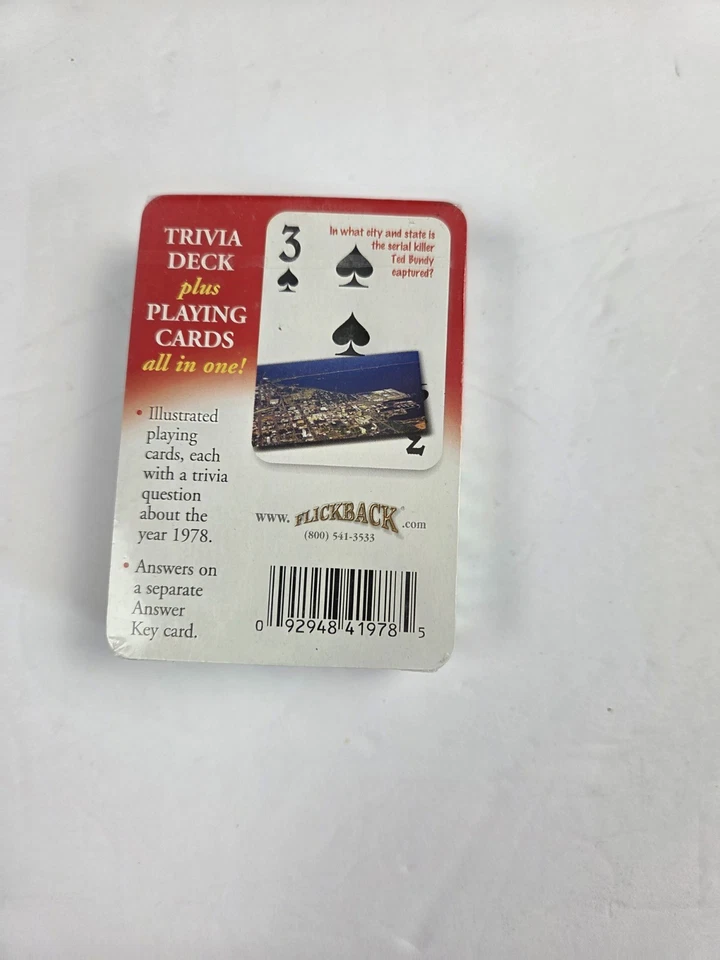 TRIVIA
DECK
plus
PLAYING
CARDS
all in one!
• Illustrated
playing
cards, each
with a trivia
question
about the
year 1978.
• Answers on
a separate
Answer
Key card.
3
In what city and state is
the serial killer
Ted Bundy
captured?
www. FLICKBACK .com
(800) 541-3533
0 92948 41978 5